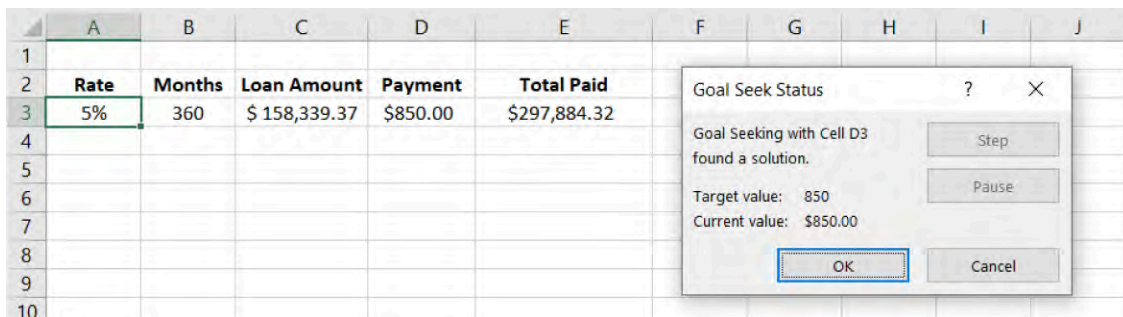 A B C D E F G H I J
1
2 Rate Months Loan Amount Payment Total Paid
3 5% 360 $ 158,339.37 $850.00 $297,884.32
4
5
6
7
8
9
10
Goal Seek Status ? ×
Goal Seeking with Cell D3
found a solution.
Step
Pause
Target value: 850
Current value: $850.00
OK Cancel